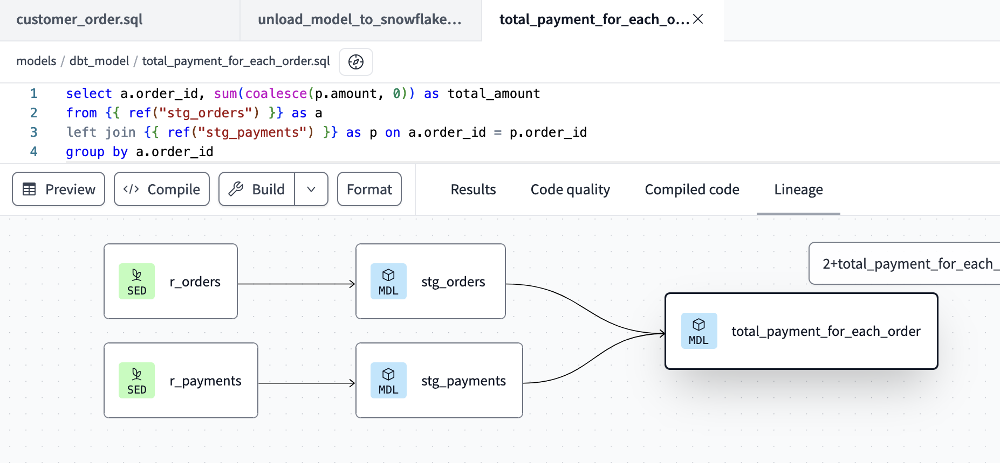 customer_order.sql
unload_model_to_snowflake...
total_payment_for_each_o...
models / dbt_model / total_payment_for_each_order.sql
1 select a.order_id, sum(coalesce(p.amount, 0)) as total_amount
2 from {{ ref("stg_orders") }} as a
3 left join {{ ref("stg_payments") }} as p on a.order_id = p.order_id
4 group by a.order_id
Preview
</> Compile
Build
Format
Results
Code quality
Compiled code
Lineage
2+total_payment_for_each_
SED
r_orders
MDL
stg_orders
MDL
total_payment_for_each_order
SED
r_payments
MDL
stg_payments